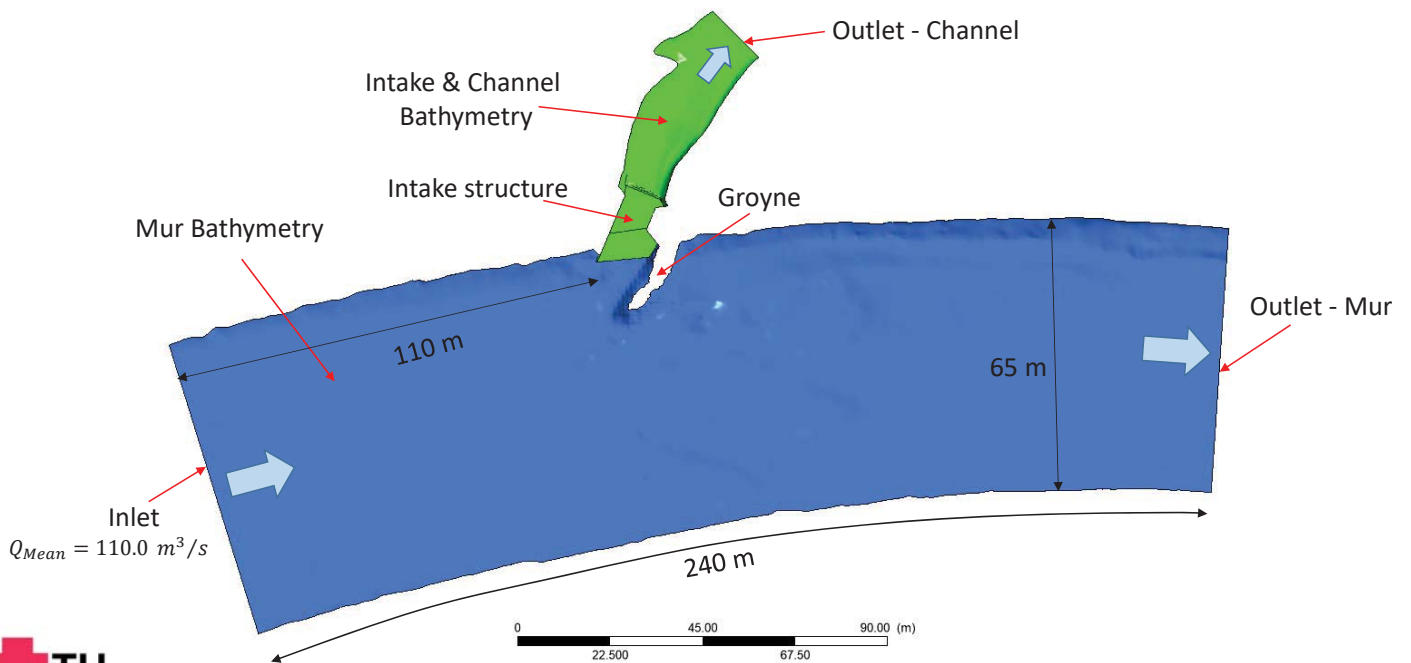 Outlet - Channel
Intake & Channel
Bathymetry
Intake structure
Groyne
Mur Bathymetry
110 m
65 m
Outlet - Mur
Inlet
Q_Mean = 110.0 m³/s
240 m
0 45.00 90.00 (m)
22.500 67.50